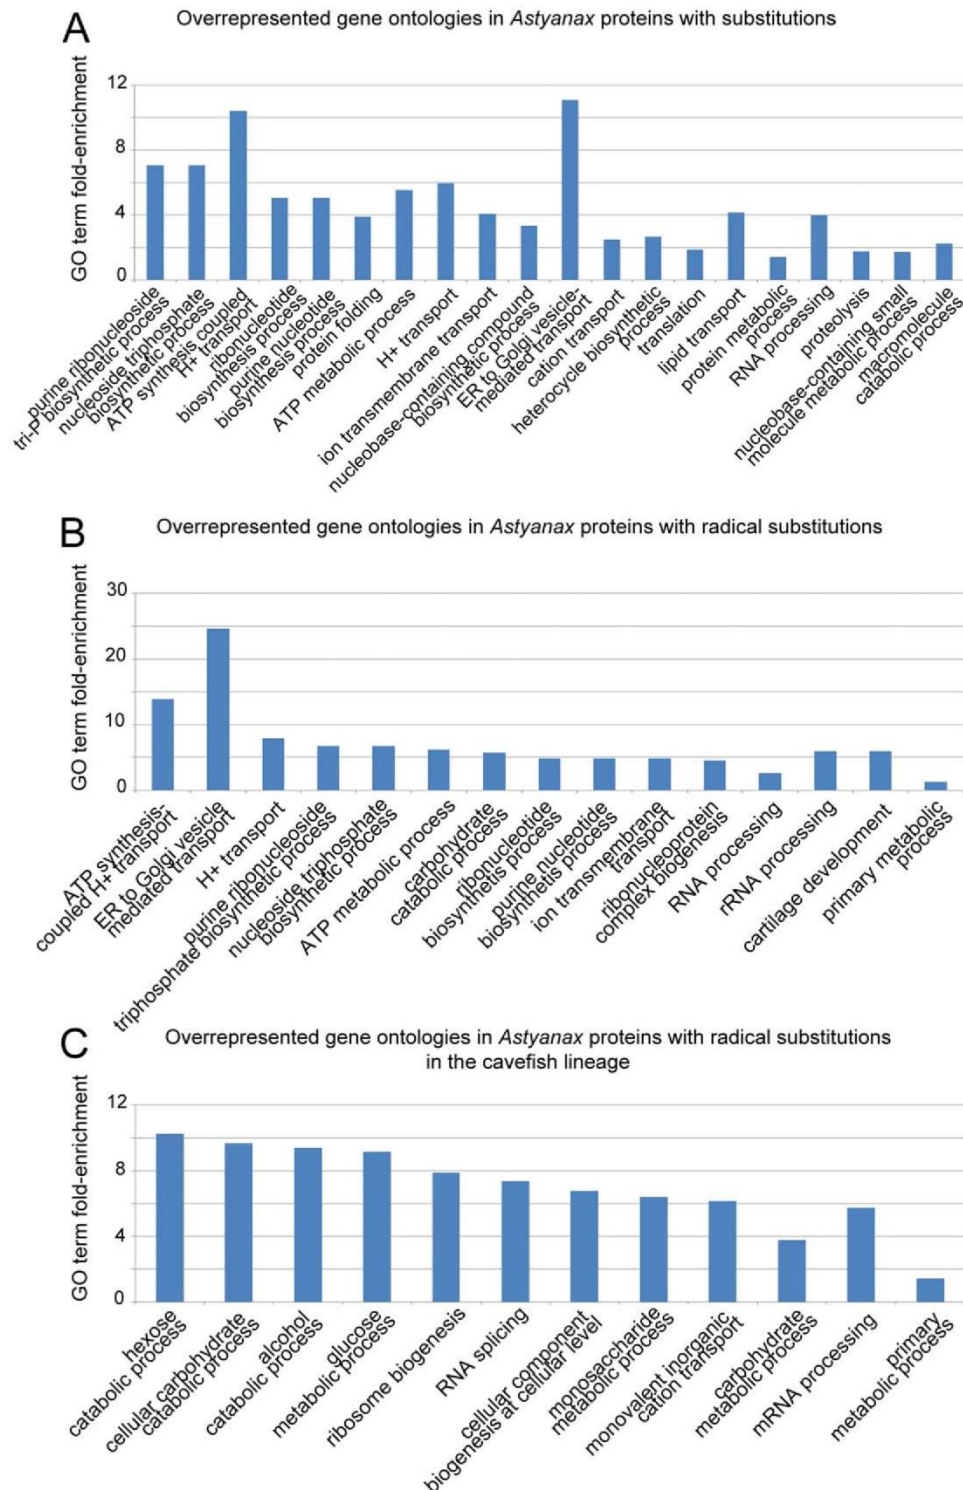 A
Overrepresented gene ontologies in Astyanax proteins with substitutions
GO term fold-enrichment
12
8
4
0
purine ribonucleoside
tri-P biosynthetic process
nucleoside triphosphate
biosynthetic process
ATP synthesis coupled
H+ transport
ribonucleotide
biosynthesis process
purine nucleotide
biosynthesis process
protein folding
ATP metabolic process
H+ transport
ion transmembrane transport
nucleobase-containing compound
biosynthetic process
ER to Golgi vesicle-
mediated transport
cation transport
heterocycle biosynthetic
process
translation
lipid transport
protein metabolic
process
RNA processing
proteolysis
nucleobase-containing small
molecule metabolic process
macromolecule
catabolic process
B
Overrepresented gene ontologies in Astyanax proteins with radical substitutions
GO term fold-enrichment
30
20
10
0
ATP synthesis-
coupled H+ transport
ER to Golgi vesicle
mediated transport
H+ transport
purine ribonucleoside
triphosphate biosynthetic process
nucleoside triphosphate
biosynthetic process
ATP metabolic process
carbohydrate
catabolic process
ribonucleotide
biosynthetic process
purine nucleotide
biosynthetic process
ion transmembrane
transport
ribonucleoprotein
complex biogenesis
RNA processing
rRNA processing
cartilage development
primary metabolic
process
C
Overrepresented gene ontologies in Astyanax proteins with radical substitutions
in the cavefish lineage
GO term fold-enrichment
12
8
4
0
hexose
catabolic process
cellular carbohydrate
catabolic process
alcohol
catabolic process
glucose
metabolic process
ribosome biogenesis
RNA splicing
cellular component
biogenesis at cellular level
monosaccharide
metabolic process
monovalent inorganic
cation transport
carbohydrate
metabolic process
mRNA processing
primary
metabolic process